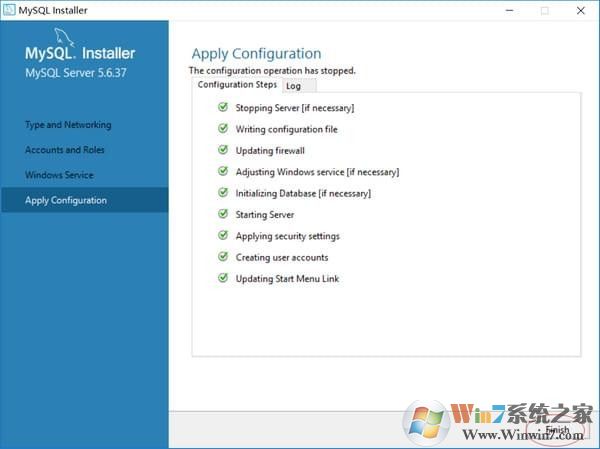 MySQL Installer
MySQL. Installer
MySQL Server 5.6.37
Type and Networking
Accounts and Roles
Windows Service
Apply Configuration
Apply Configuration
The configuration operation has stopped.
Configuration Steps
Log
Stopping Server [if necessary]
Writing configuration file
Updating firewall
Adjusting Windows service [if necessary]
Initializing Database [if necessary]
Starting Server
Applying security settings
Creating user accounts
Updating Start Menu Link
Finish
Win7系统之家
Www.Winwin7.com